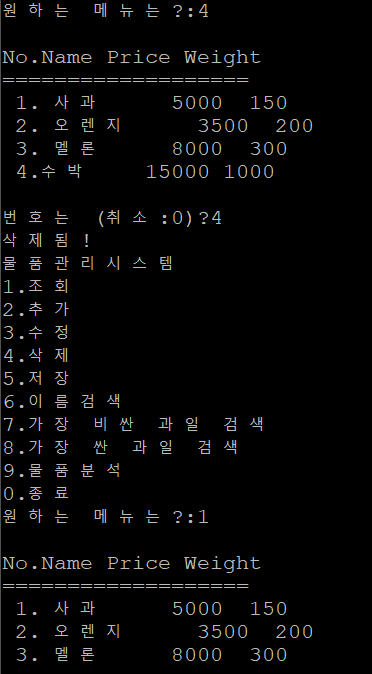 원하는 메뉴는?:4
No.Name Price Weight
===================
1. 사과 5000 150
2. 오렌지 3500 200
3. 멜론 8000 300
4.수박 15000 1000
번호는 (취소:0)?4
삭제됨!
물품관리시스템
1.조회
2.추가
3.수정
4.삭제
5.저장
6.이름검색
7.가장 비싼 과일 검색
8.가장 싼 과일 검색
9.물품분석
0.종료
원하는 메뉴는?:1
No.Name Price Weight
===================
1. 사과 5000 150
2. 오렌지 3500 200
3. 멜론 8000 300